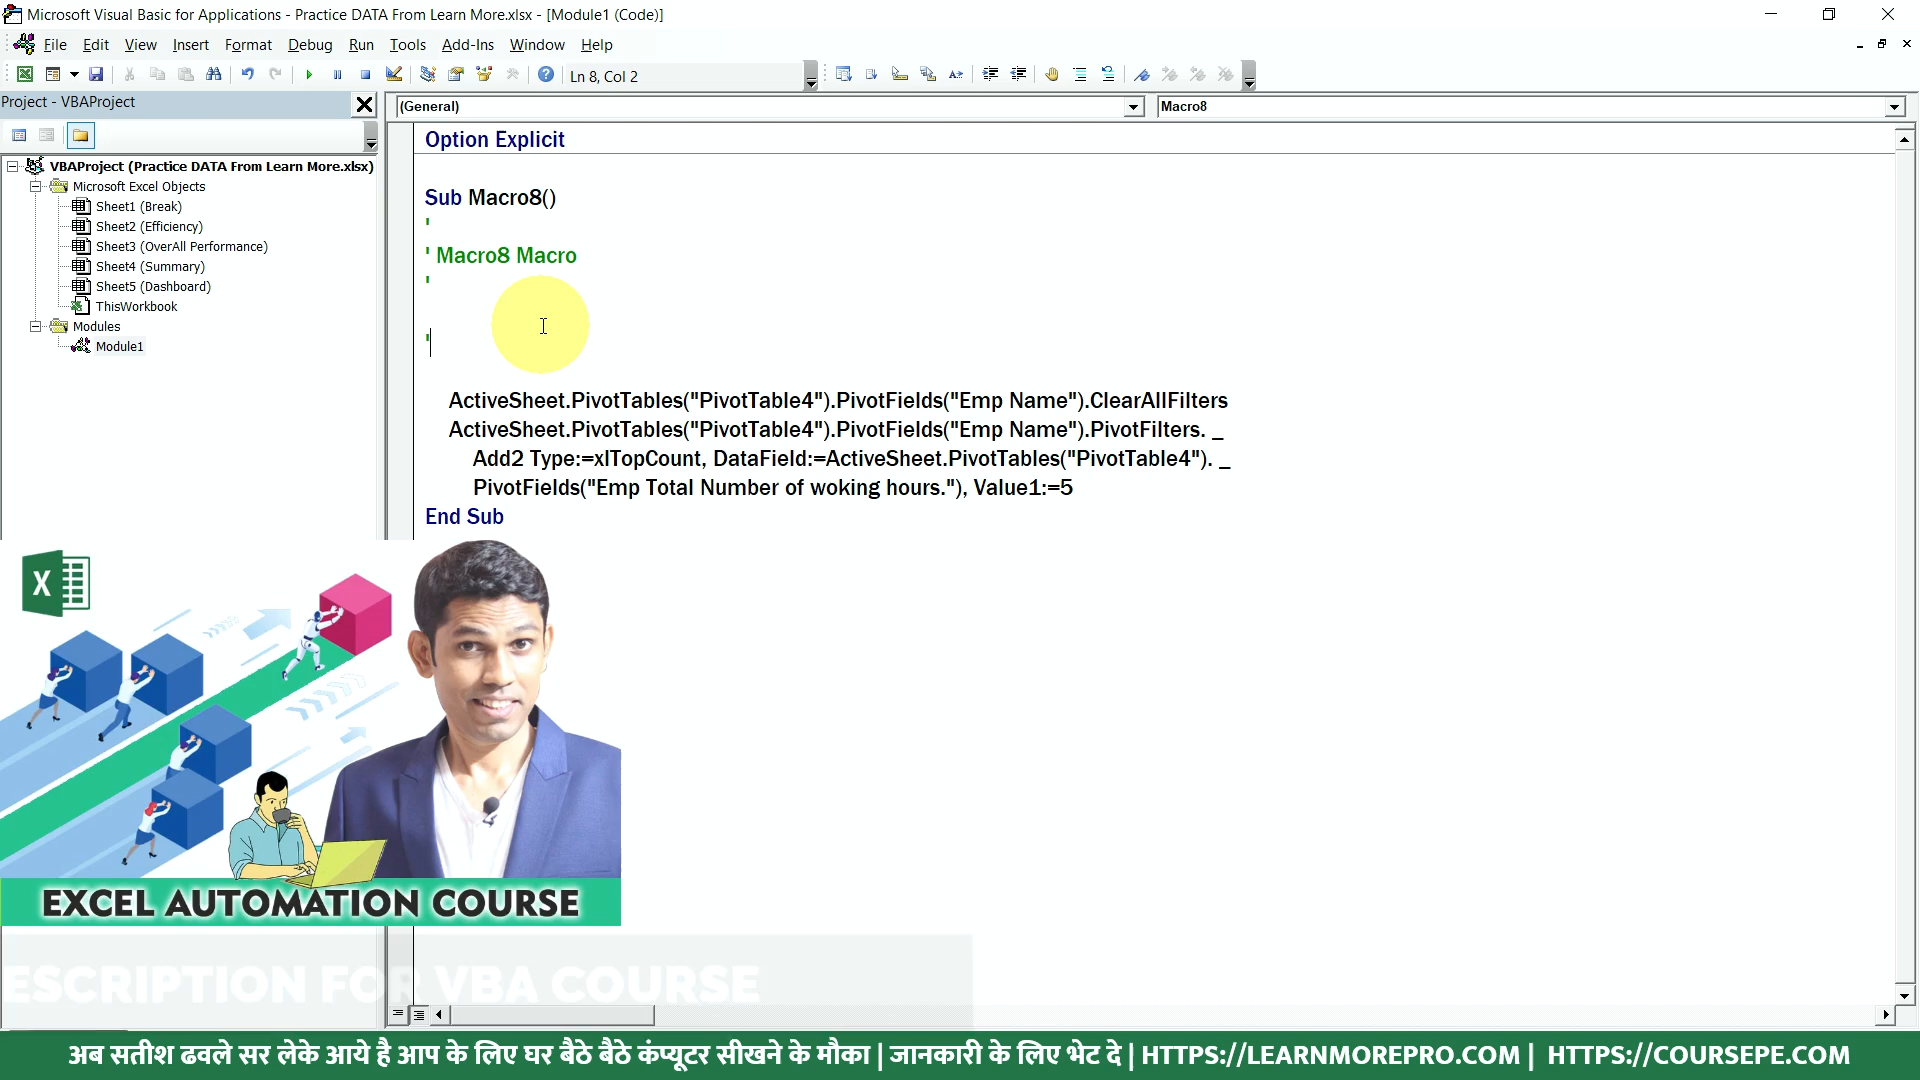 Microsoft Visual Basic for Applications - Practice DATA From Learn More.xlsx - [Module1 (Code)]
File Edit View Insert Format Debug Run Tools Add-Ins Window Help
Ln 8, Col 2
Project - VBAProject
(General)
Macro8
VBAProject (Practice DATA From Learn More.xlsx)
Microsoft Excel Objects
Sheet1 (Break)
Sheet2 (Efficiency)
Sheet3 (OverAll Performance)
Sheet4 (Summary)
Sheet5 (Dashboard)
ThisWorkbook
Modules
Module1
Option Explicit
Sub Macro8()
'
' Macro8 Macro
'
'
ActiveSheet.PivotTables("PivotTable4").PivotFields("Emp Name").ClearAllFilters
ActiveSheet.PivotTables("PivotTable4").PivotFields("Emp Name").PivotFilters. _
Add2 Type:=xlTopCount, DataField:=ActiveSheet.PivotTables("PivotTable4"). _
PivotFields("Emp Total Number of woking hours."), Value1:=5
End Sub
X
EXCEL AUTOMATION COURSE
ESCRIPTION FOR VBA COURSE
अब सतीश ढवले सर लेके आये है आप के लिए घर बैठे बैठे कंप्यूटर सीखने के मौका | जानकारी के लिए भेट दे | HTTPS://LEARNMOREPRO.COM | HTTPS://COURSEPE.COM